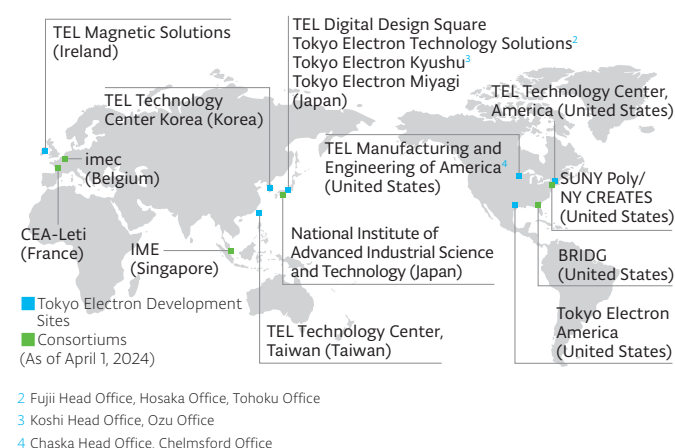 TEL Magnetic Solutions
(Ireland)
TEL Digital Design Square
Tokyo Electron Technology Solutions2
Tokyo Electron Kyushu3
Tokyo Electron Miyagi
(Japan)
TEL Technology
Center Korea (Korea)
TEL Technology Center,
America (United States)
TEL Manufacturing and
Engineering of America4
(United States)
imec
(Belgium)
SUNY Poly/
NY CREATES
(United States)
CEA-Leti
(France)
IME
(Singapore)
National Institute of
Advanced Industrial Science
and Technology (Japan)
BRIDG
(United States)
Tokyo Electron Development
Sites
Consortiums
(As of April 1, 2024)
TEL Technology Center,
Taiwan (Taiwan)
Tokyo Electron
America
(United States)
2 Fujii Head Office, Hosaka Office, Tohoku Office
3 Koshi Head Office, Ozu Office
4 Chaska Head Office, Chelmsford Office